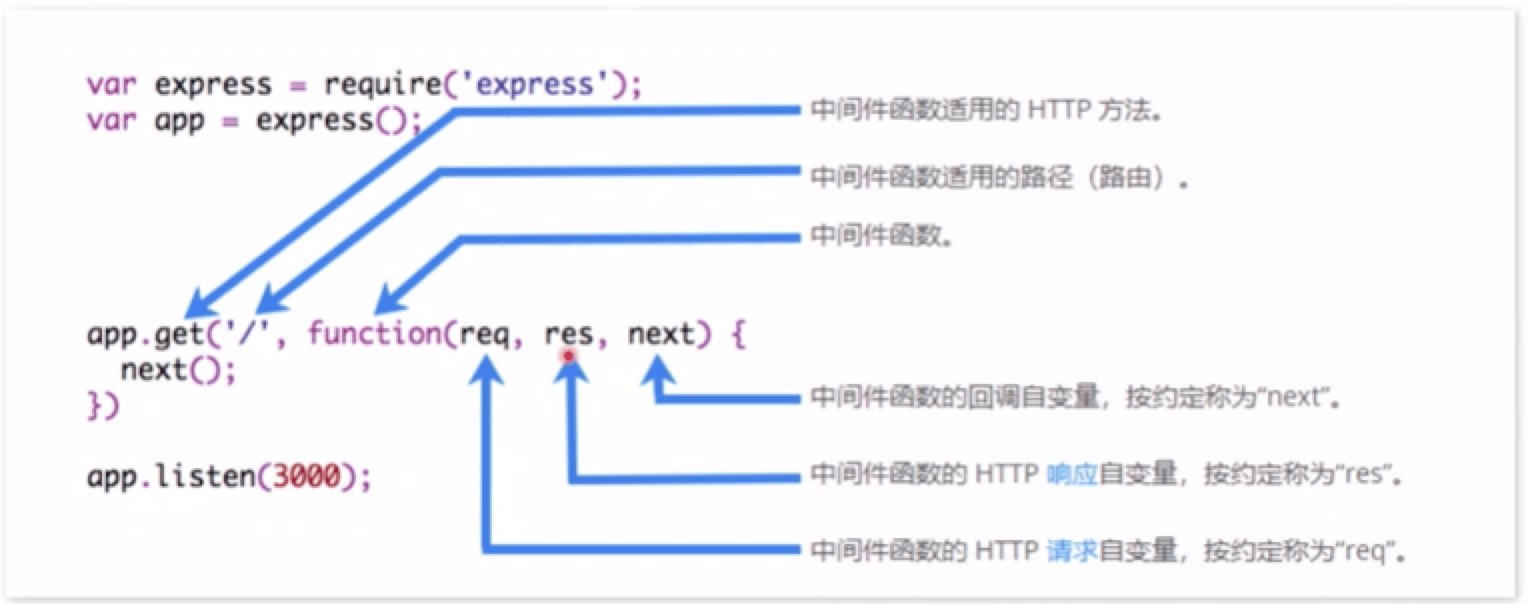 var express = require('express');
var app = express();
中间件函数适用的 HTTP 方法。
中间件函数适用的路径（路由）。
中间件函数。
app.get('/', function(req, res, next) {
next();
})
app.listen(3000);
中间件函数的回调自变量，按约定称为“next”。
中间件函数的 HTTP 响应自变量，按约定称为“res”。
中间件函数的 HTTP 请求自变量，按约定称为“req”。